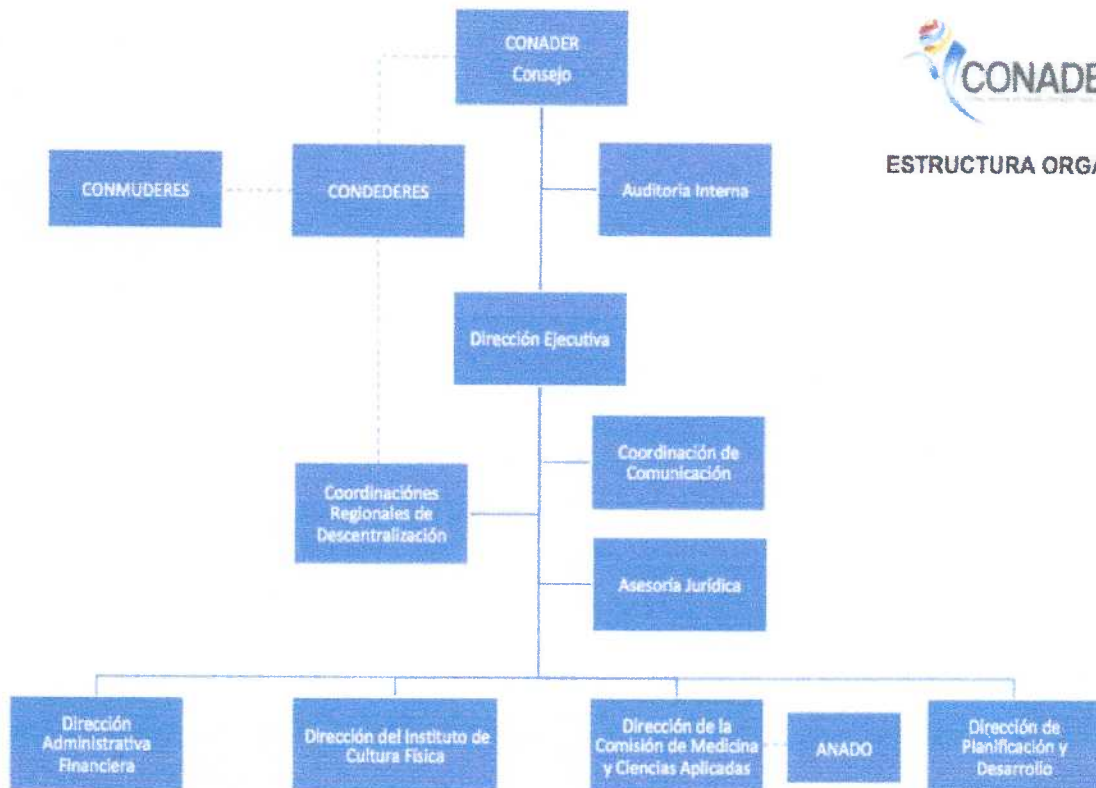 CONADER
Consejo
CONADE
ESTRUCTURA ORGA
CONMUDERES
CONDEDERES
Auditoria Interna
Dirección Ejecutiva
Coordinaciónes
Regionales de
Descentralización
Coordinación de
Comunicación
Asesoría Jurídica
Dirección
Administrativa
Financiera
Dirección del Instituto de
Cultura Física
Dirección de la
Comisión de Medicina
y Ciencias Aplicadas
ANADO
Dirección de
Planificación y
Desarrollo